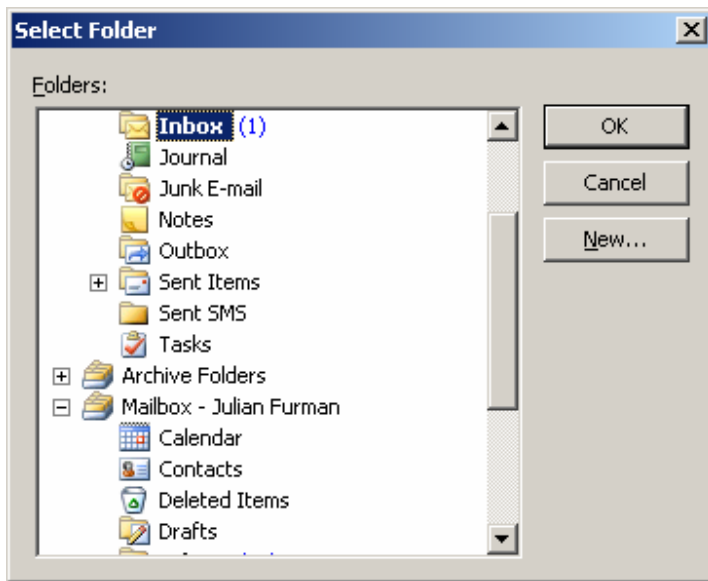 Select Folder
Folders:
Inbox (1)
Journal
Junk E-mail
Notes
Outbox
Sent Items
Sent SMS
Tasks
Archive Folders
Mailbox - Julian Furman
Calendar
Contacts
Deleted Items
Drafts
OK
Cancel
New...